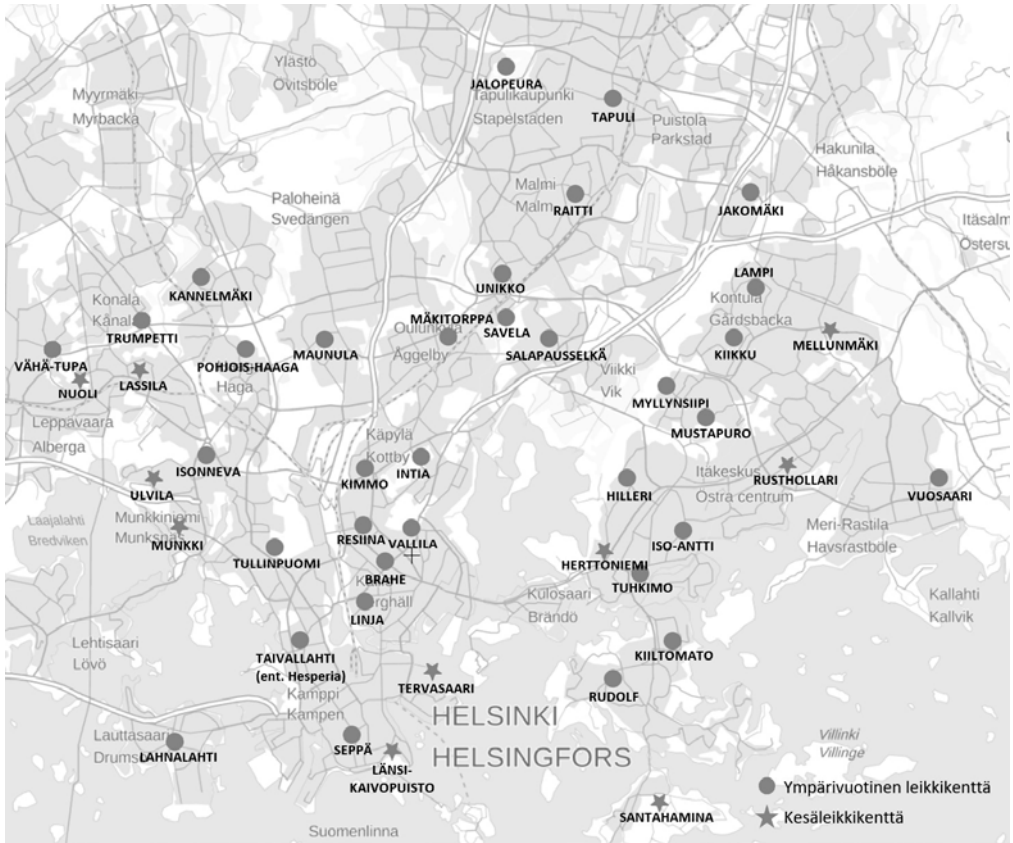 Ylästö
Ovitsböle
Myyrmäki
Myrbacka
JALOPEURA
Tapulikaupunki
Stapelstaden
TAPULI
Puistola
Parkstad
Hakunila
Håkansböle
Malmi
Malm
RAITTI
JAKOMÄKI
Paloheinä
Svedängen
Itäsalm
Östersu
KANNELMÄKI
UNIKKO
LAMPI
Konala
Kånala
TRUMPETTI
MÄKITORPPA
Oulunkylä
Åggelby
SAVELA
Kontula
Gårdsbacka
VÄHÄ-TUPA
POHJOIS-HAAGA
MAUNULA
SALAPAUSSELKÄ
KIIKKU
MELLUNMÄKI
NUOLI
LASSILA
Haga
Viikki
Vik
MYLLYNSIIPI
Leppävaara
Alberga
MUSTAPURO
Käpylä
Kottby
ISONNEVA
KIMMO
INTIA
Itäkeskus
Östra centrum
RUSTHOLLARI
ULVILA
HILLERI
VUOSAARI
Laajalahti
Bredviken
Munkkiniemi
Munksnäs
MUNKKI
RESIINA
VALLILA
ISO-ANTTI
Meri-Rastila
Havsrastböle
TULLINPUOMI
BRAHE
HERTTONIEMI
TUHKIMO
LINJA
Kulosaari
Brändö
Kallahti
Kallvik
Lehtisaari
Lövö
TAIVALLAHTI
(ent. Hesperia)
KIILTOMATO
TERVASAARI
RUDOLF
Kamppi
Kampen
HELSINKI
HELSINGFORS
Lauttasaari
LAHNALAHTI
SEPPÄ
LÄNSI-
KAIVOPUISTO
Villinki
Villinge
SANTAHAMINA
Suomenlinna
Ympärivuotinen leikkikenttä
Kesäleikkikenttä